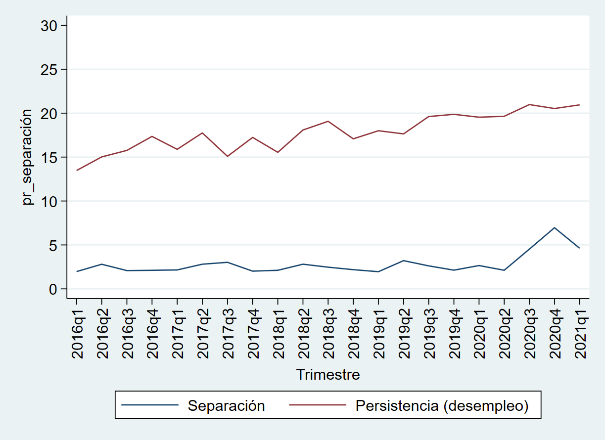 30
25
20
15
10
5
0
pr_separación
2016q1
2016q2
2016q3
2016q4
2017q1
2017q2
2017q3
2017q4
2018q1
2018q2
2018q3
2018q4
2019q1
2019q2
2019q3
2019q4
2020q1
2020q2
2020q3
2020q4
2021q1
Trimestre
Separación Persistencia (desempleo)